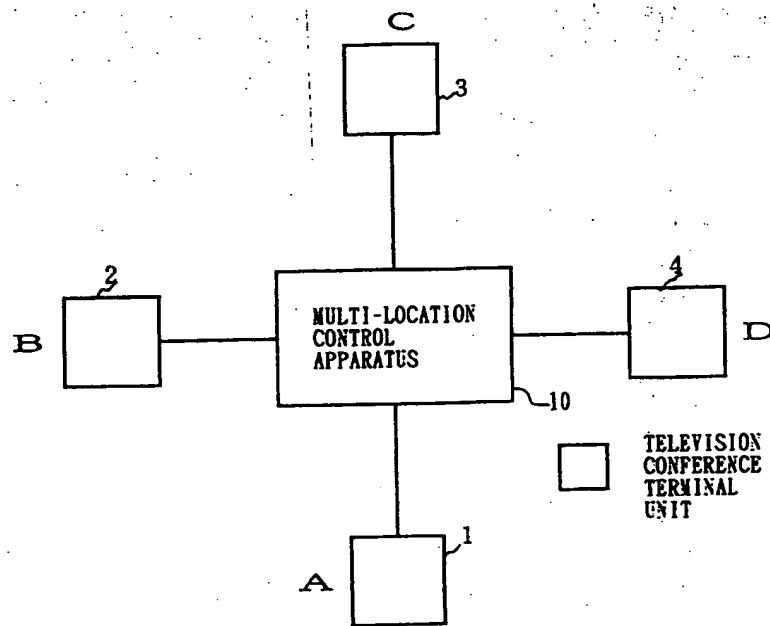 C
3
2
4
B
MULTI-LOCATION
CONTROL
APPARATUS
D
10
TELEVISION
CONFERENCE
TERMINAL
UNIT
1
A